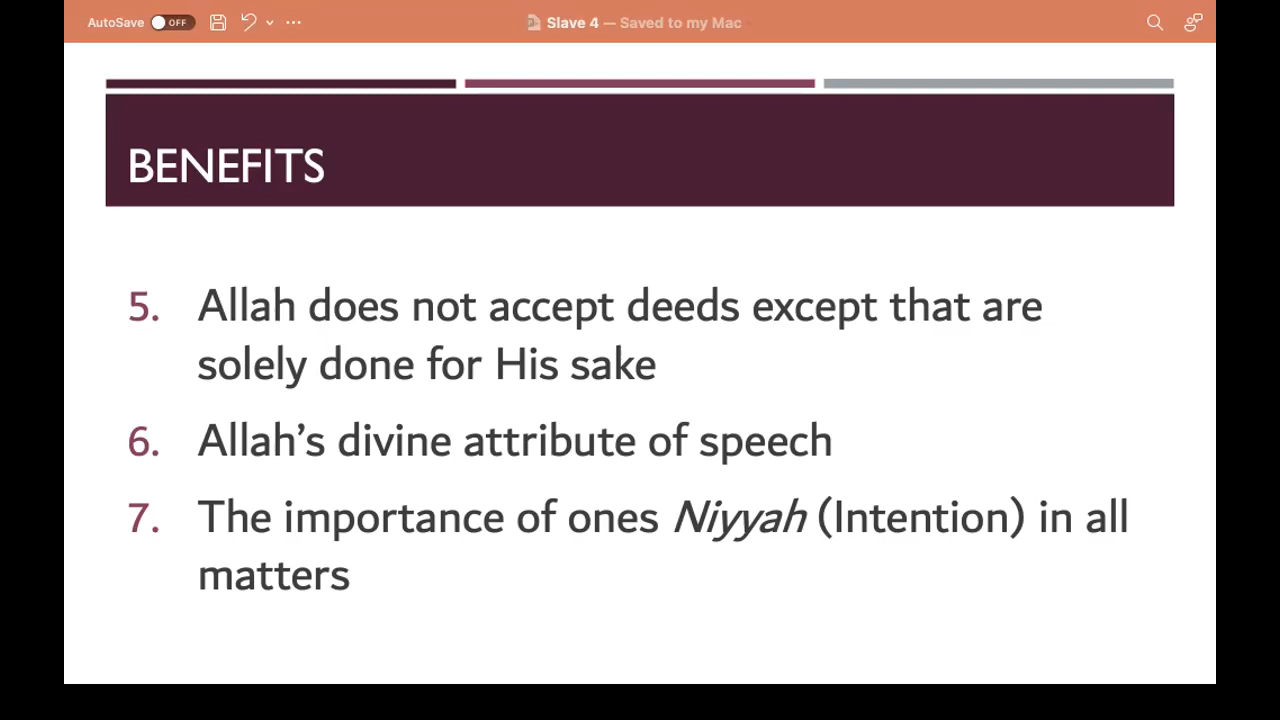 AutoSave OFF
Slave 4 — Saved to my Mac
BENEFITS
5. Allah does not accept deeds except that are
solely done for His sake
6. Allah’s divine attribute of speech
7. The importance of ones Niyyah (Intention) in all
matters